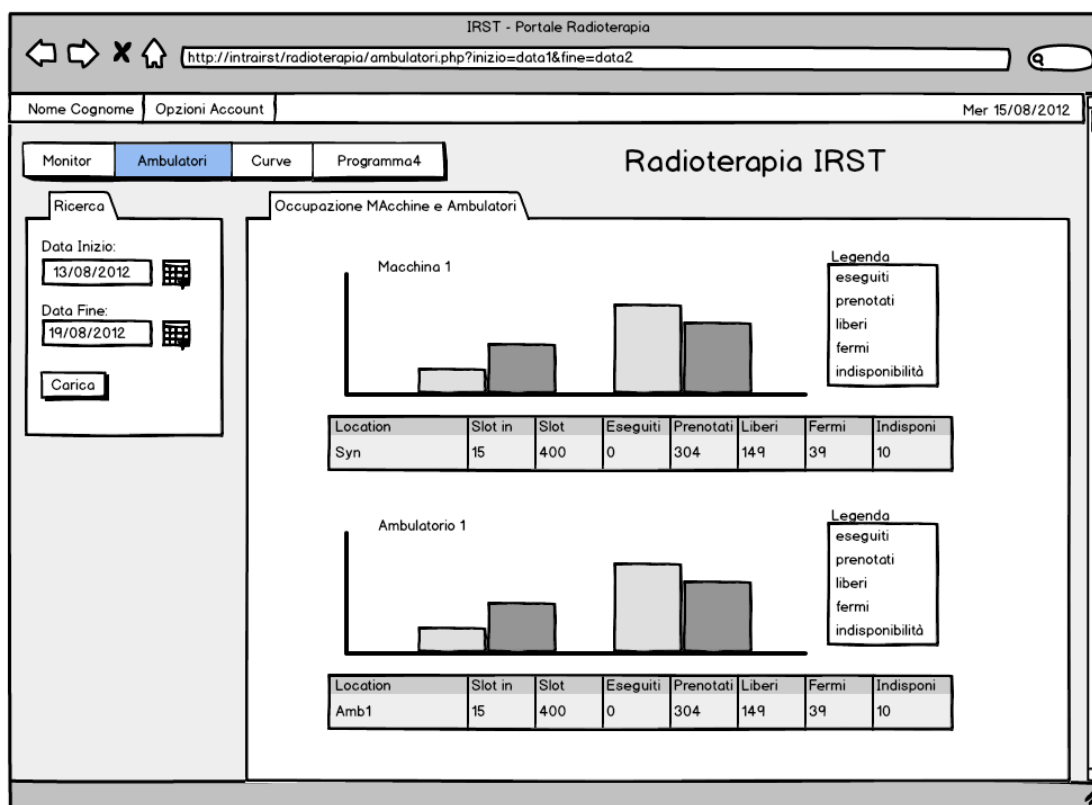 IRST - Portale Radioterapia
http://intrairst/radioterapia/ambulatori.php?inizio=data1&fine=data2
Nome Cognome Opzioni Account Mer 15/08/2012
Monitor Ambulatori Curve Programma4
Radioterapia IRST
Ricerca
Data Inizio:
13/08/2012
Data Fine:
19/08/2012
Carica
Occupazione MAcchine e Ambulatori
Macchina 1
Legenda
eseguiti
prenotati
liberi
fermi
indisponibilità
Location Slot in Slot Eseguiti Prenotati Liberi Fermi Indisponi
Syn 15 400 0 304 149 39 10
Ambulatorio 1
Legenda
eseguiti
prenotati
liberi
fermi
indisponibilità
Location Slot in Slot Eseguiti Prenotati Liberi Fermi Indisponi
Amb1 15 400 0 304 149 39 10